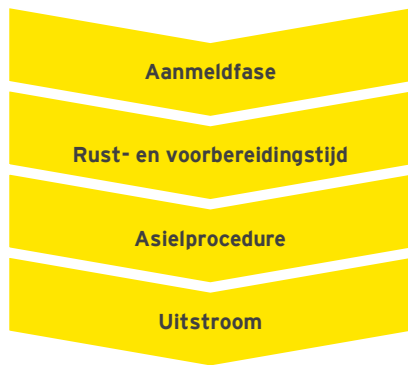 Aanmeldfase
Rust- en voorbereidingstijd
Asielprocedure
Uitstroom